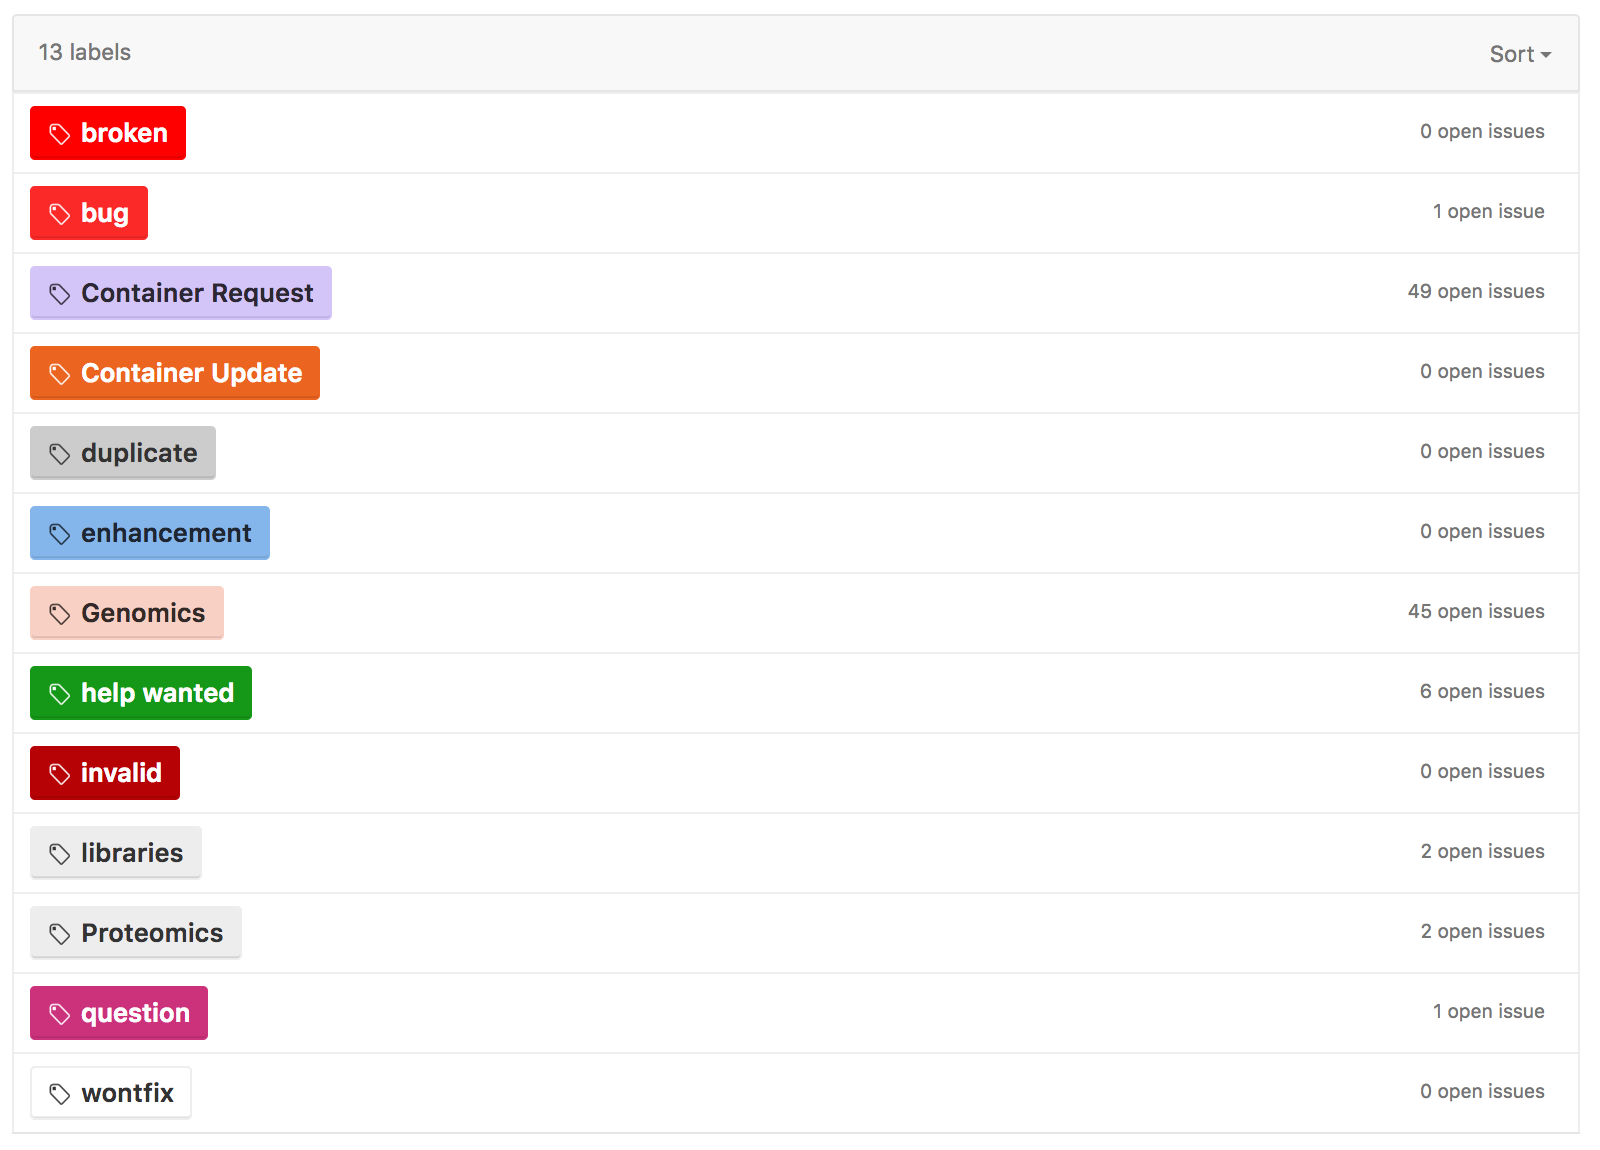 13 labels Sort
broken 0 open issues
bug 1 open issue
Container Request 49 open issues
Container Update 0 open issues
duplicate 0 open issues
enhancement 0 open issues
Genomics 45 open issues
help wanted 6 open issues
invalid 0 open issues
libraries 2 open issues
Proteomics 2 open issues
question 1 open issue
wontfix 0 open issues